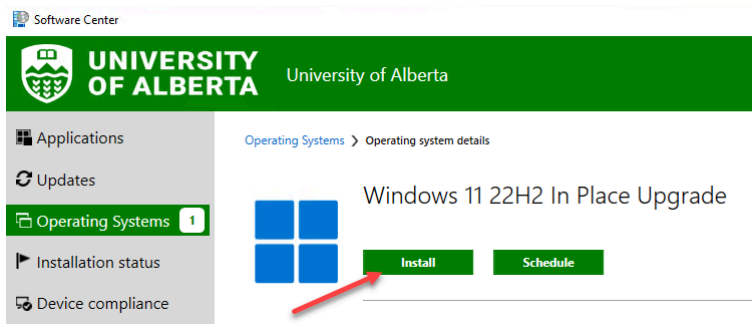 Software Center
UNIVERSITY
OF ALBERTA
University of Alberta
Applications
Updates
Operating Systems 1
Installation status
Device compliance
Operating Systems > Operating system details
Windows 11 22H2 In Place Upgrade
Install Schedule